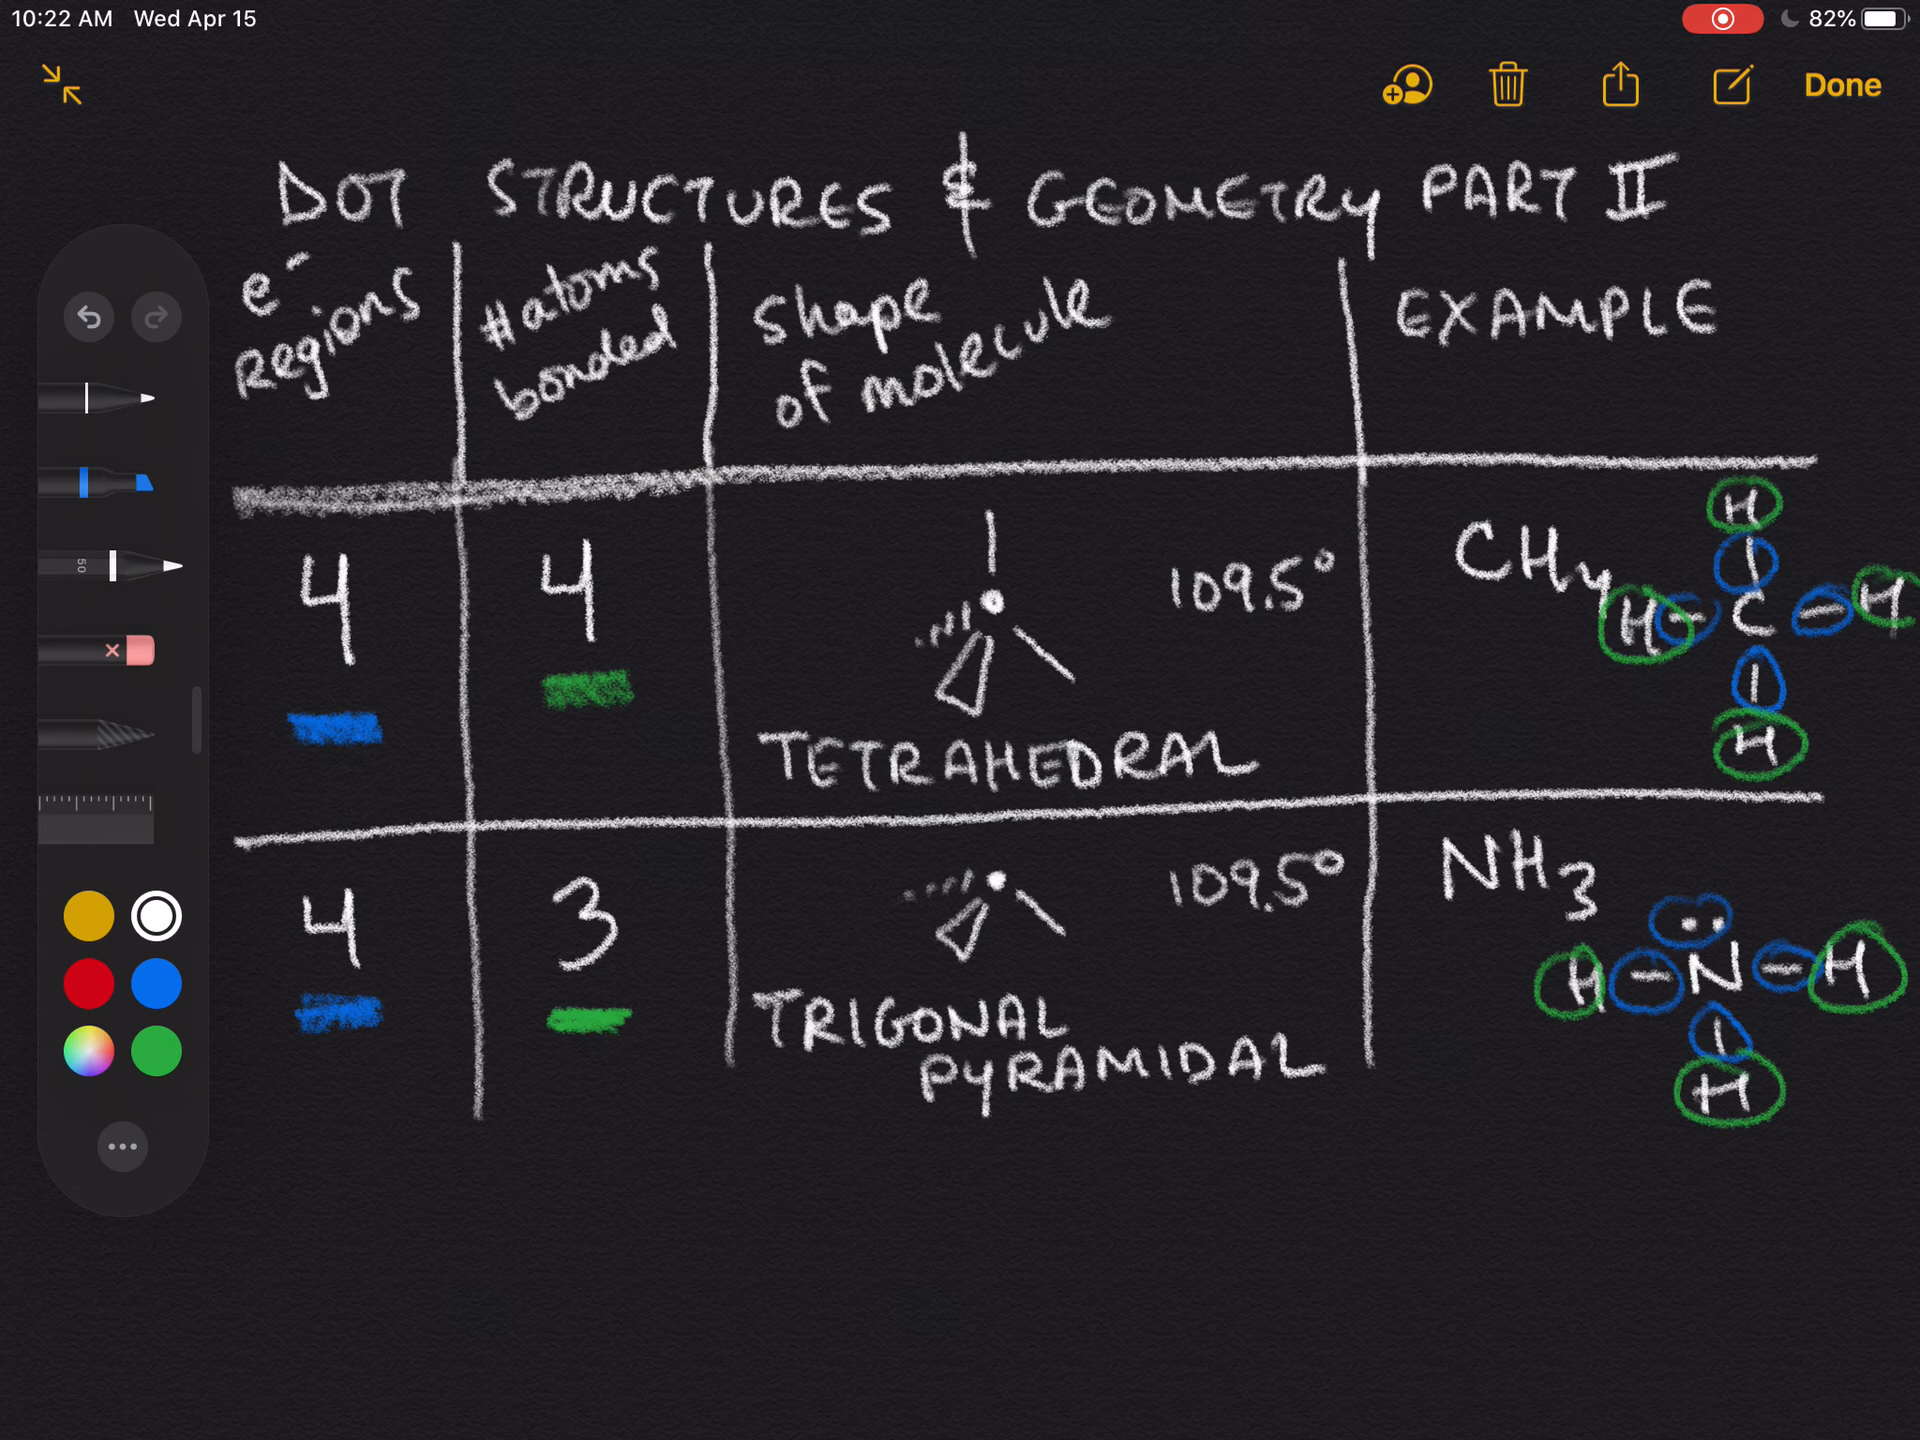 10:22 AM Wed Apr 15
82%
Done
DOT STRUCTURES & GEOMETRY PART II
e⁻ Regions
#atoms bonded
shape of molecule
EXAMPLE
50
4
4
109.5°
TETRAHEDRAL
CH₄
H
H - C - H
H
4
3
109.5°
TRIGONAL
PYRAMIDAL
NH₃
H - N - H
H